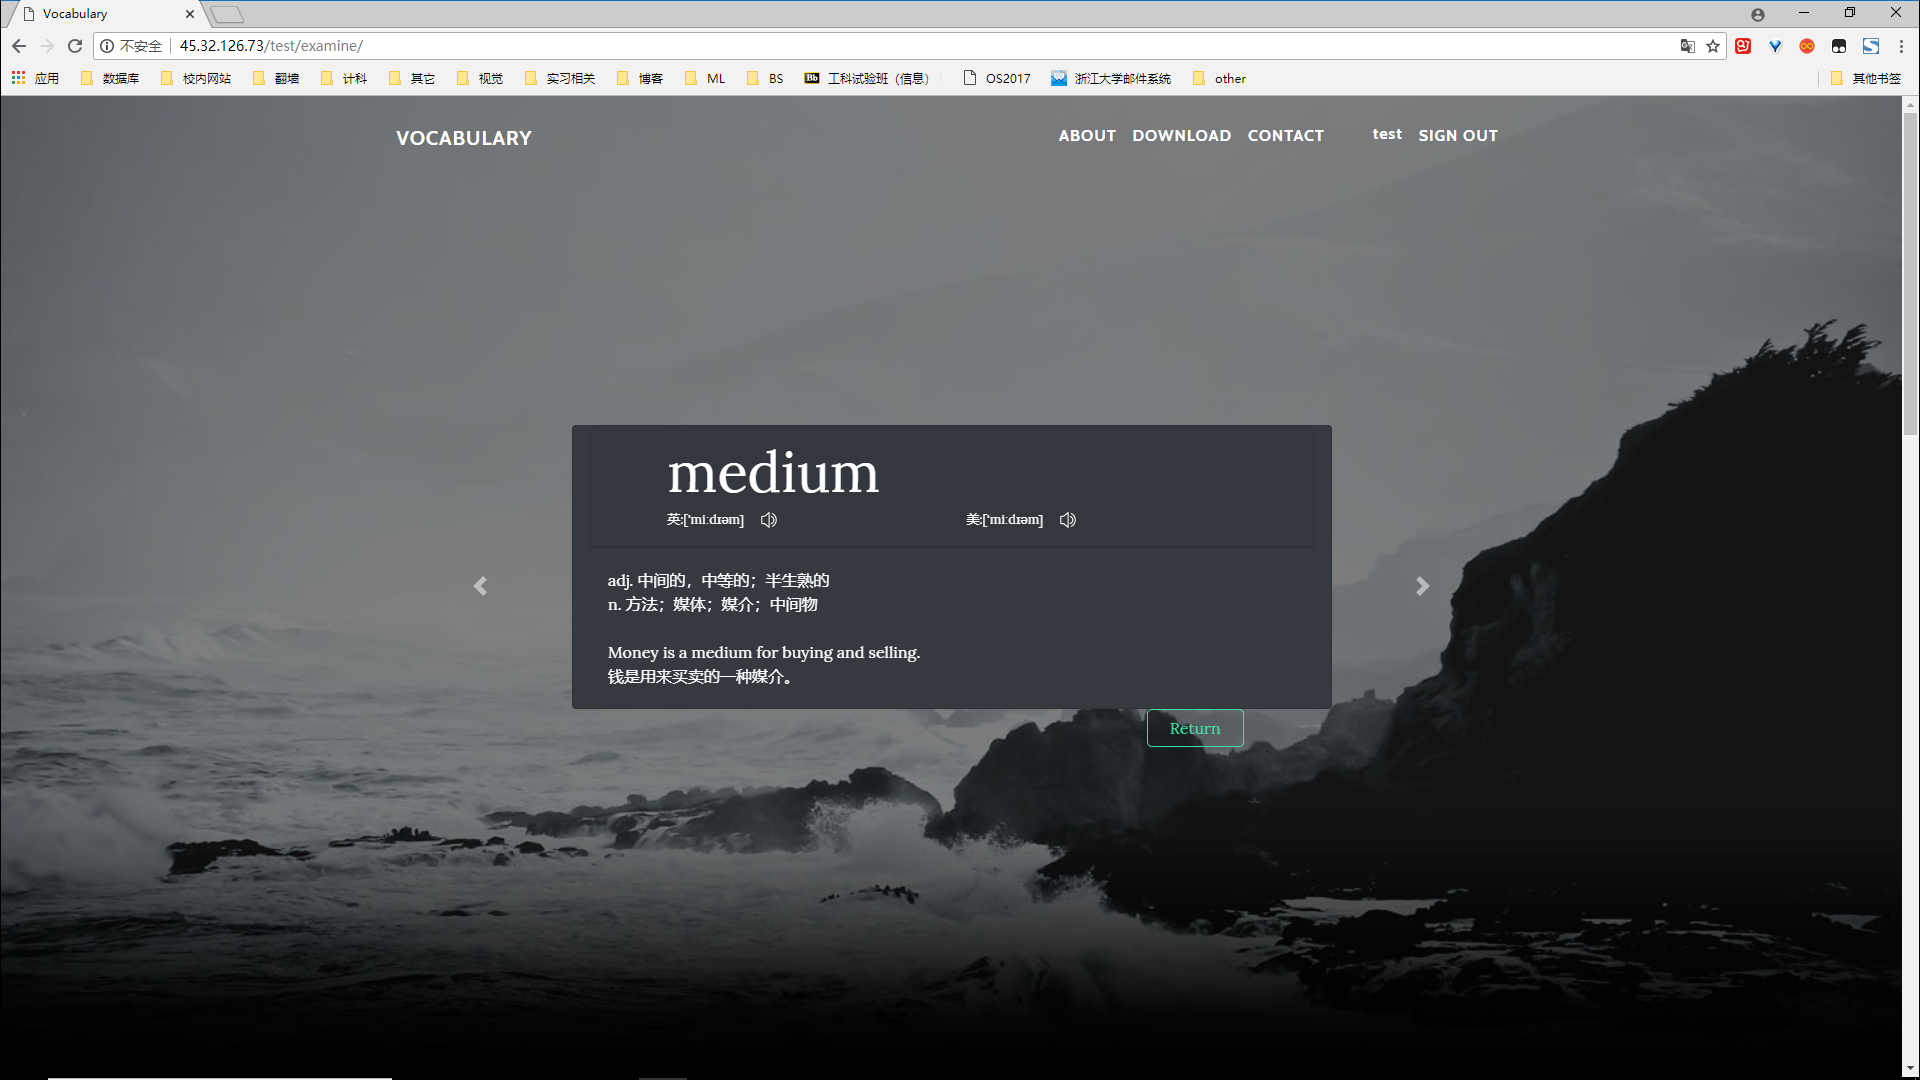 Vocabulary
不安全 45.32.126.73/test/examine/
应用 数据库 校内网站 翻墙 计科 其它 视觉 实习相关 博客 ML BS Bb 工科试验班（信息） OS2017 浙江大学邮件系统 other 其他书签
VOCABULARY ABOUT DOWNLOAD CONTACT test SIGN OUT
medium
英:['miːdɪəm] 美:['miːdɪəm]
adj. 中间的，中等的；半生熟的
n. 方法；媒体；媒介；中间物
Money is a medium for buying and selling.
钱是用来买卖的一种媒介。
Return